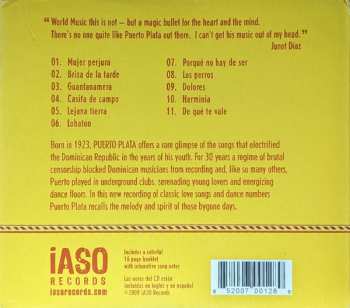 "World Music this is not – but a magic bullet for the heart and the mind.
There's no one quite like Puerto Plata out there. I can't get his music out of my head."
Junot Díaz
01. Mujer perjura
02. Brisa de la tarde
03. Guantanamera
04. Casita de campo
05. Lejana tierra
06. Lobatón
07. Porqué no hay de ser
08. Los perros
09. Dolores
10. Herminia
11. De qué te vale
Born in 1923, PUERTO PLATA offers a rare glimpse of the songs that electrified
the Dominican Republic in the years of his youth. For 30 years a regime of brutal
censorship blocked Dominican musicians from recording and, like so many others,
Puerto played in underground clubs, serenading young lovers and energizing
dance floors. In this new recording of classic love songs and dance numbers
Puerto Plata recalls the melody and spirit of those bygone days.
iASO
RECORDS
iasorecords.com
Includes a colorful
16 page booklet
with informative song notes
Las notas del CD están
incluidas en inglés y en español
©2009 iASO Records
8 52007 00128